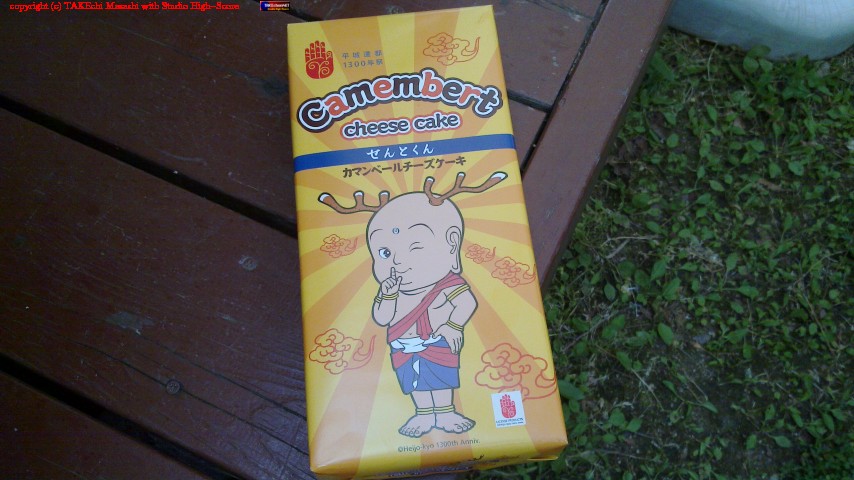 copyright (c) TAKEchi Masashi with Studio High-Score
平城遷都
1300年祭
Camembert
cheese cake
せんとくん
カマンベールチーズケーキ
©Heijo-kyo 1300th Anniv.